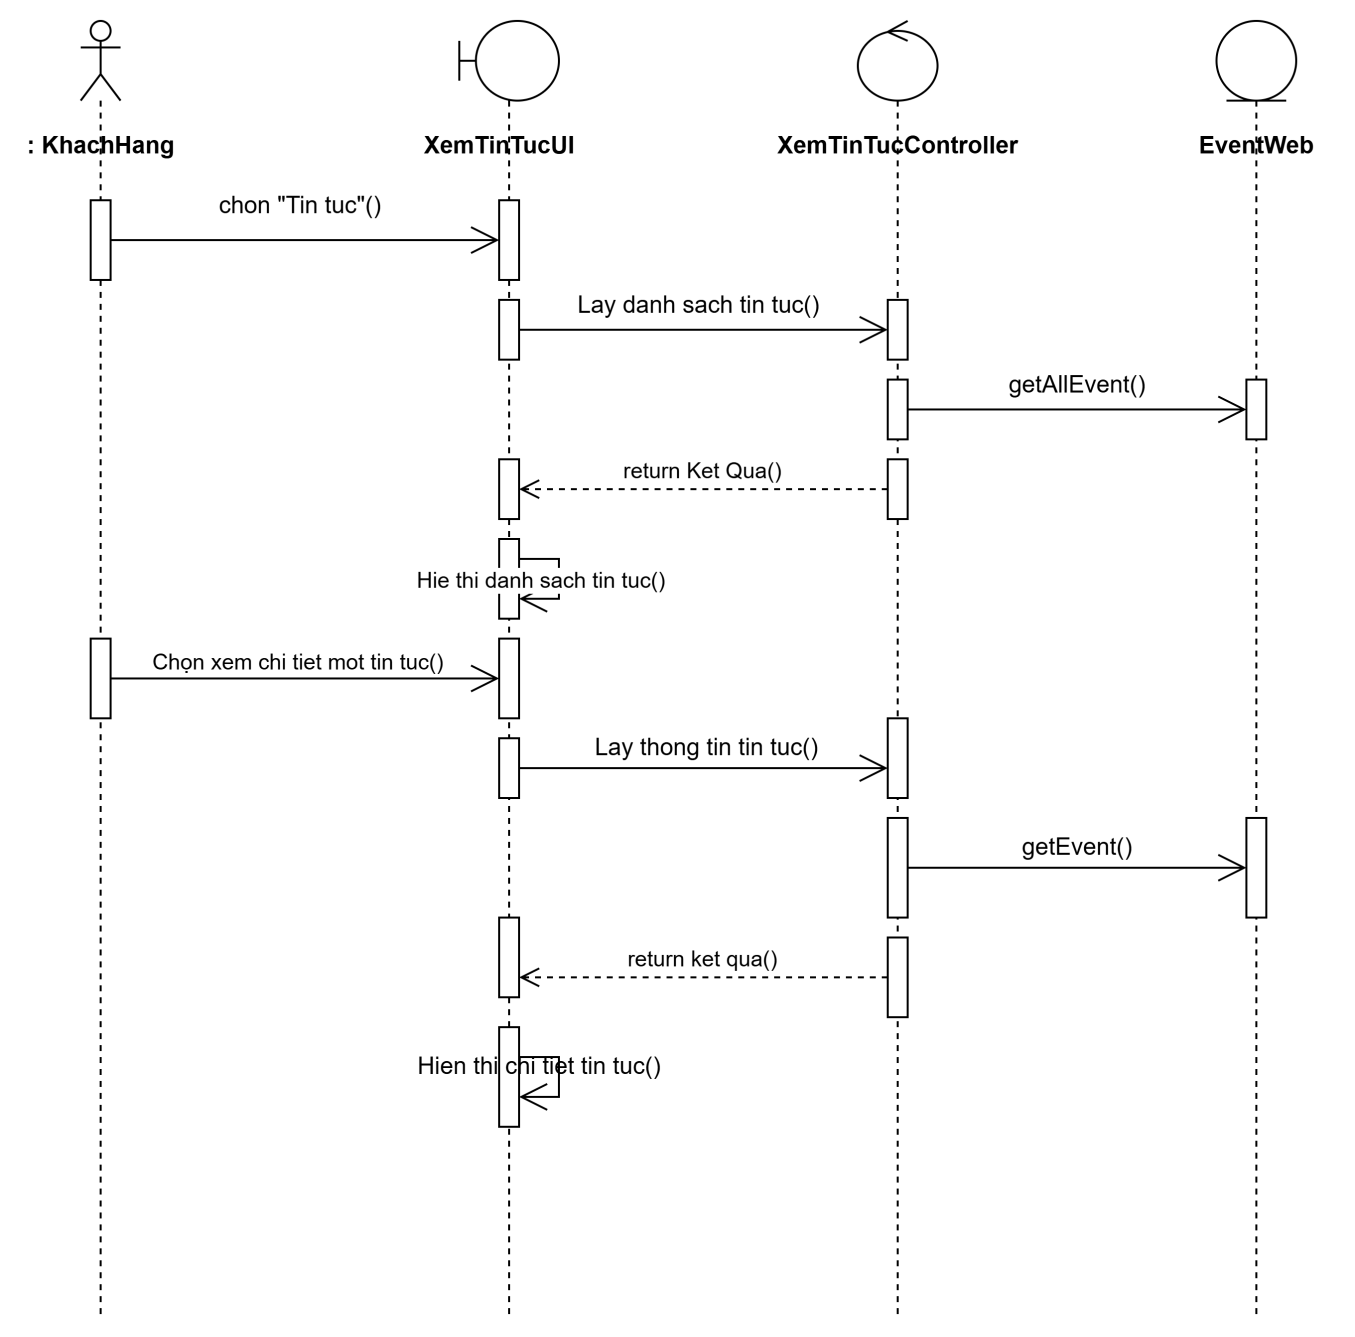 : KhachHang
XemTinTucUI
XemTinTucController
EventWeb
chon "Tin tuc"()
Lay danh sach tin tuc()
getAllEvent()
return Ket Qua()
Hie thi danh sach tin tuc()
Chọn xem chi tiet mot tin tuc()
Lay thong tin tin tuc()
getEvent()
return ket qua()
Hien thi chi tiet tin tuc()